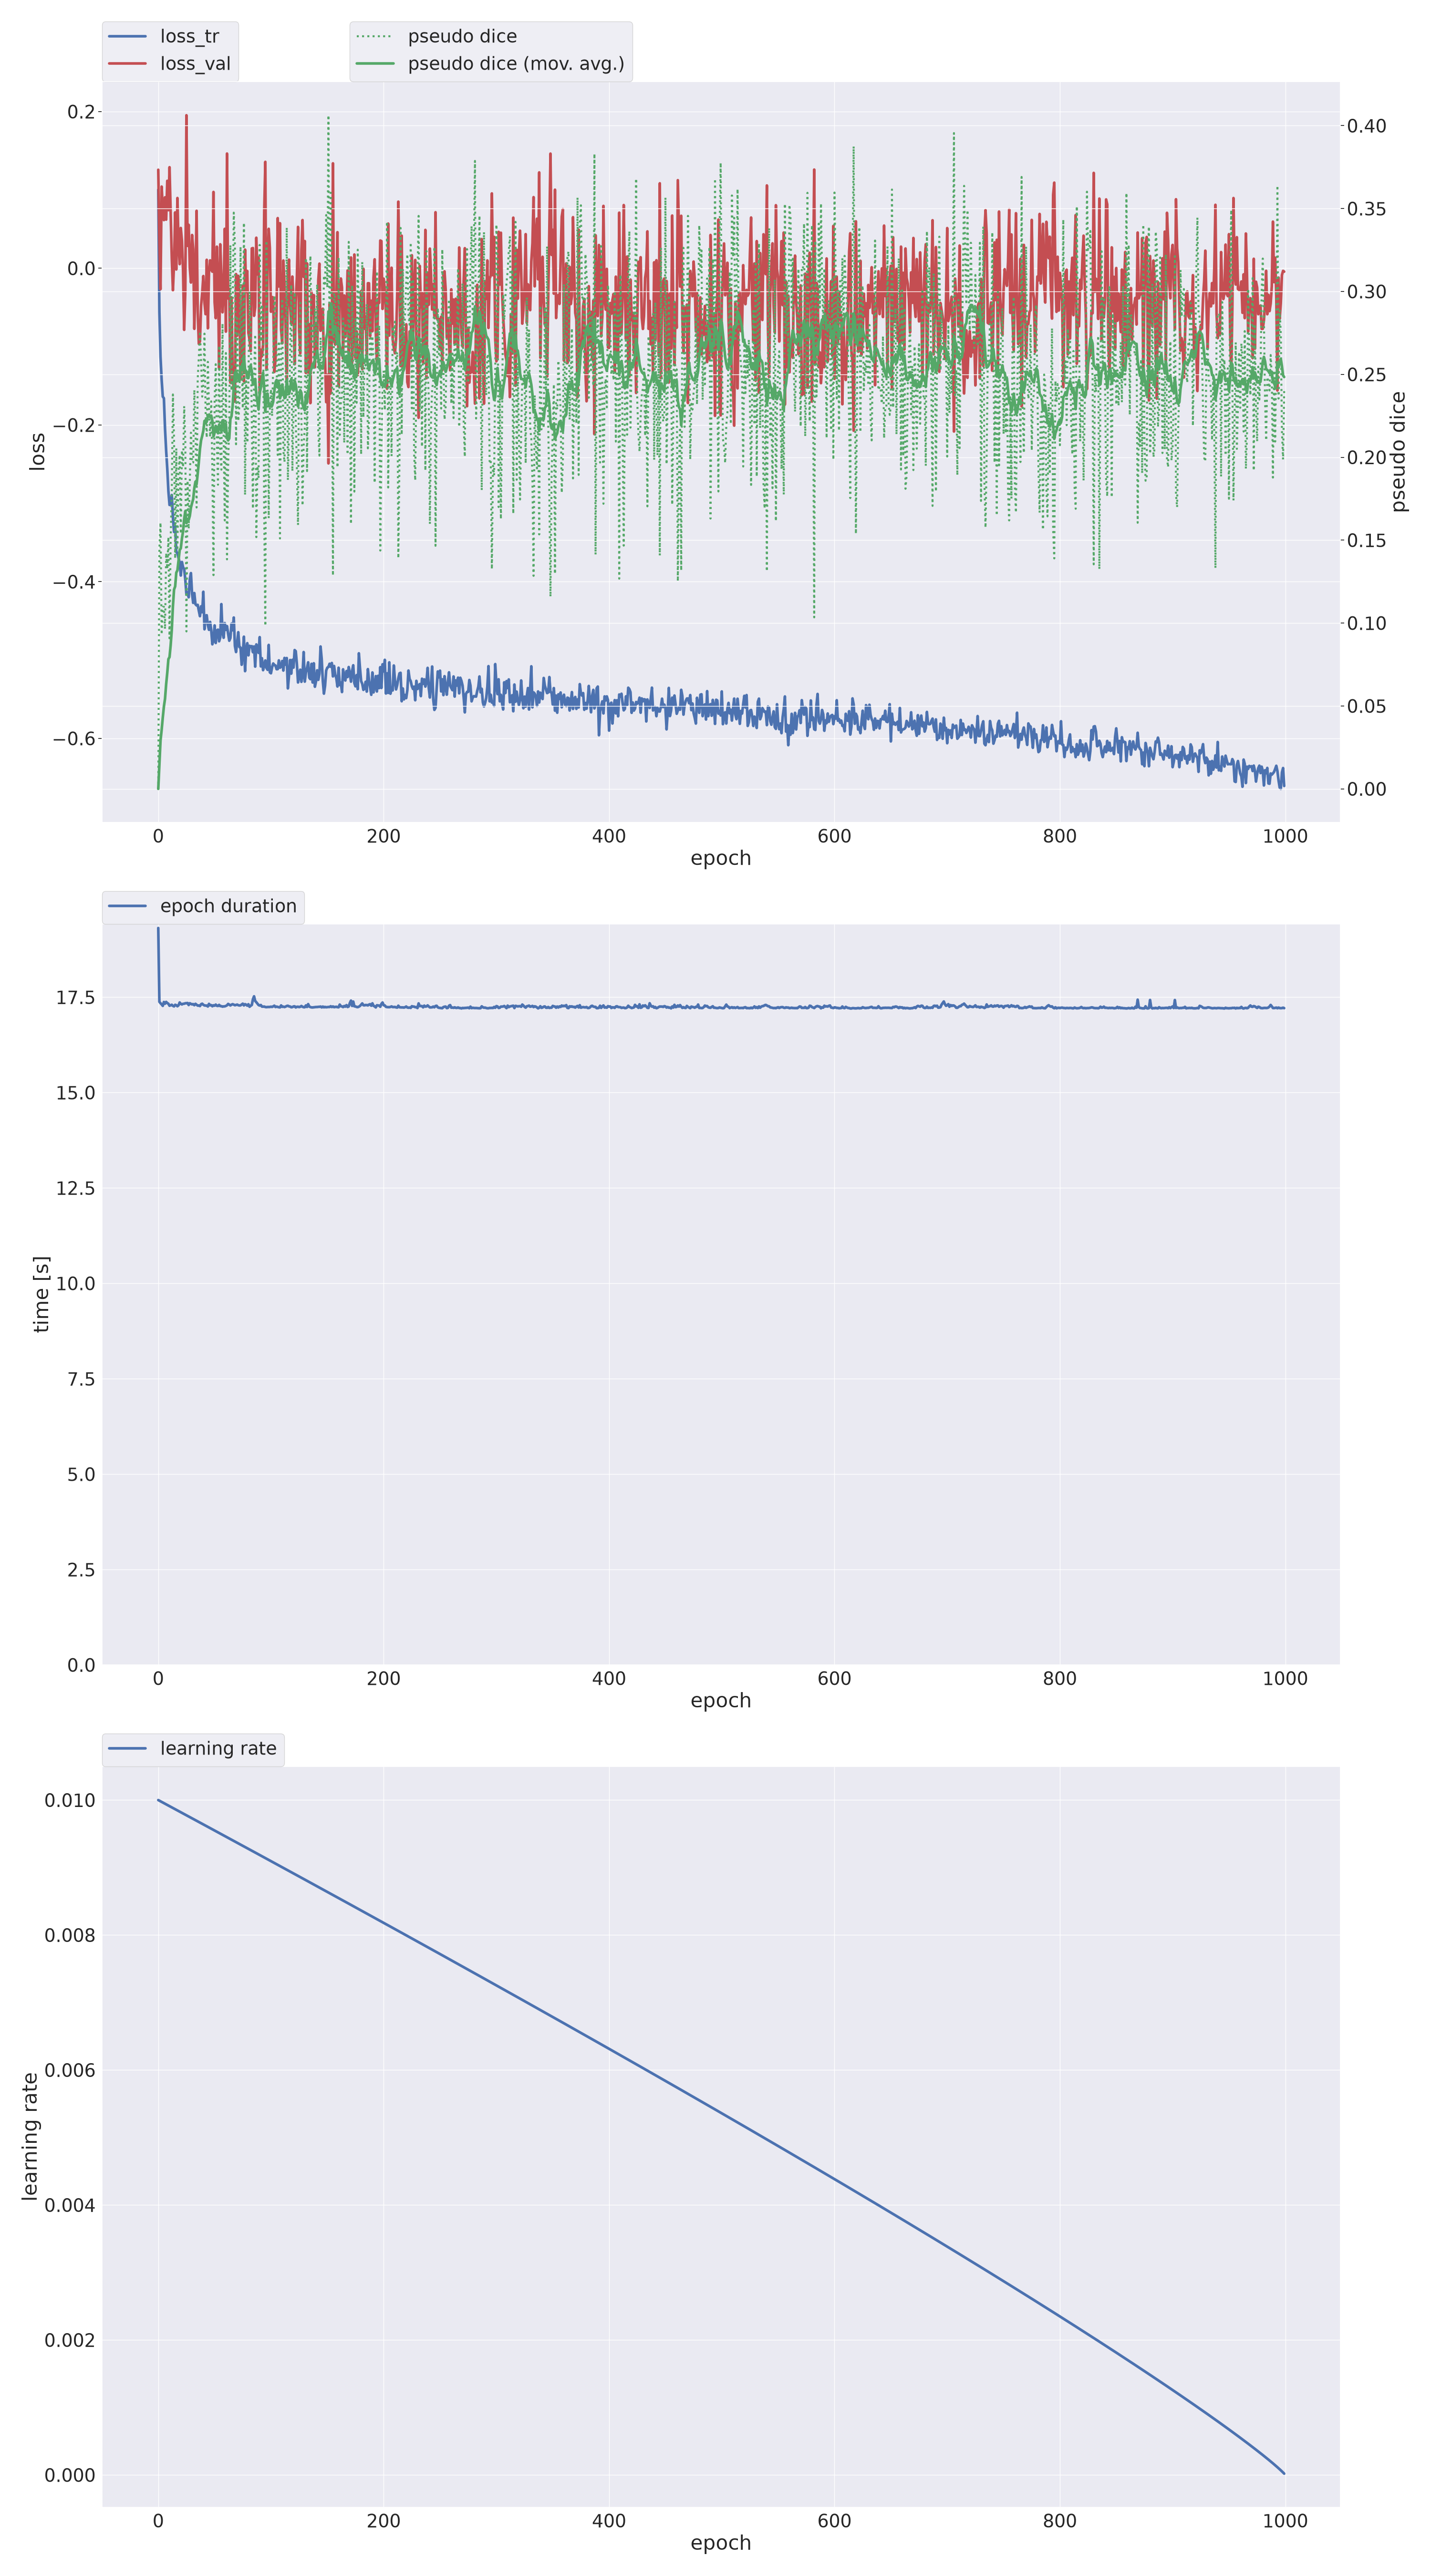 loss_tr
loss_val
pseudo dice
pseudo dice (mov. avg.)
0.2
0.0
−0.2
−0.4
−0.6
loss
0.40
0.35
0.30
0.25
0.20
0.15
0.10
0.05
0.00
pseudo dice
0 200 400 600 800 1000
epoch
epoch duration
17.5
15.0
12.5
10.0
7.5
5.0
2.5
0.0
time [s]
0 200 400 600 800 1000
epoch
learning rate
0.010
0.008
0.006
0.004
0.002
0.000
learning rate
0 200 400 600 800 1000
epoch